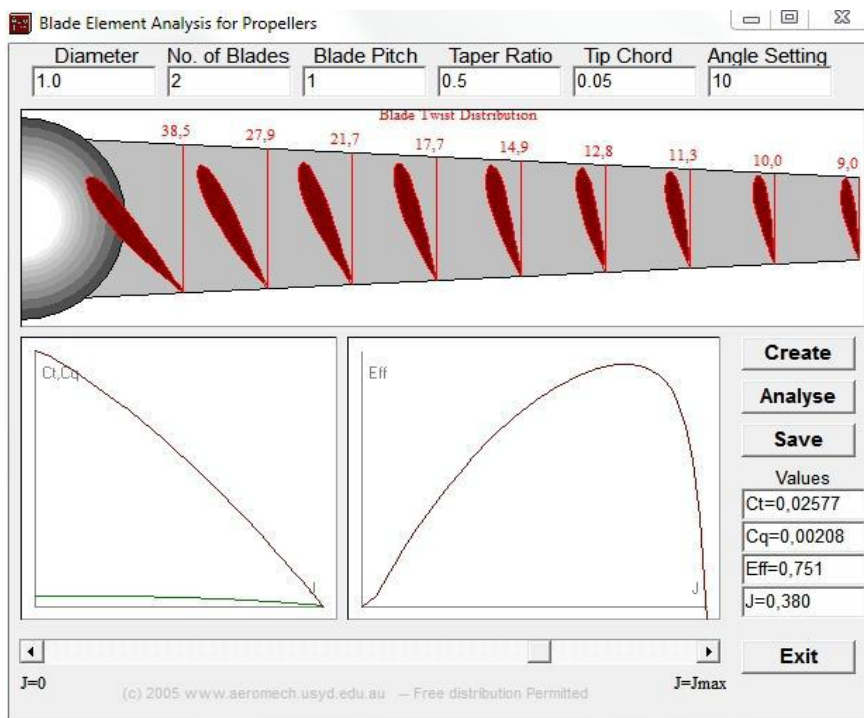 Blade Element Analysis for Propellers
Diameter No. of Blades Blade Pitch Taper Ratio Tip Chord Angle Setting
1.0 2 1 0.5 0.05 10
Blade Twist Distribution
38,5 27,9 21,7 17,7 14,9 12,8 11,3 10,0 9,0
Ct,Cq
J
Eff
J
Create
Analyse
Save
Values
Ct=0,02577
Cq=0,00208
Eff=0,751
J=0,380
Exit
J=0 J=Jmax
(c) 2005 www.aeromech.usyd.edu.au -- Free distribution Permitted